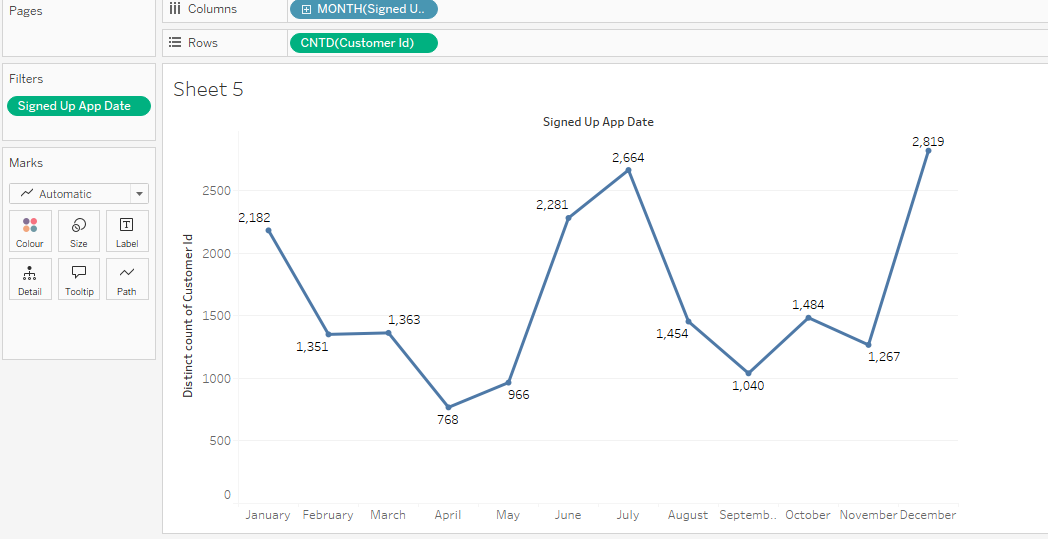 Pages
Columns
MONTH(Signed U..
Rows
CNTD(Customer Id)
Filters
Signed Up App Date
Marks
Automatic
Colour
Size
Label
Detail
Tooltip
Path
Sheet 5
Signed Up App Date
Distinct count of Customer Id
2500
2000
1500
1000
500
0
2,182
1,351
1,363
768
966
2,281
2,664
1,454
1,040
1,484
1,267
2,819
January
February
March
April
May
June
July
August
Septemb..
October
November
December